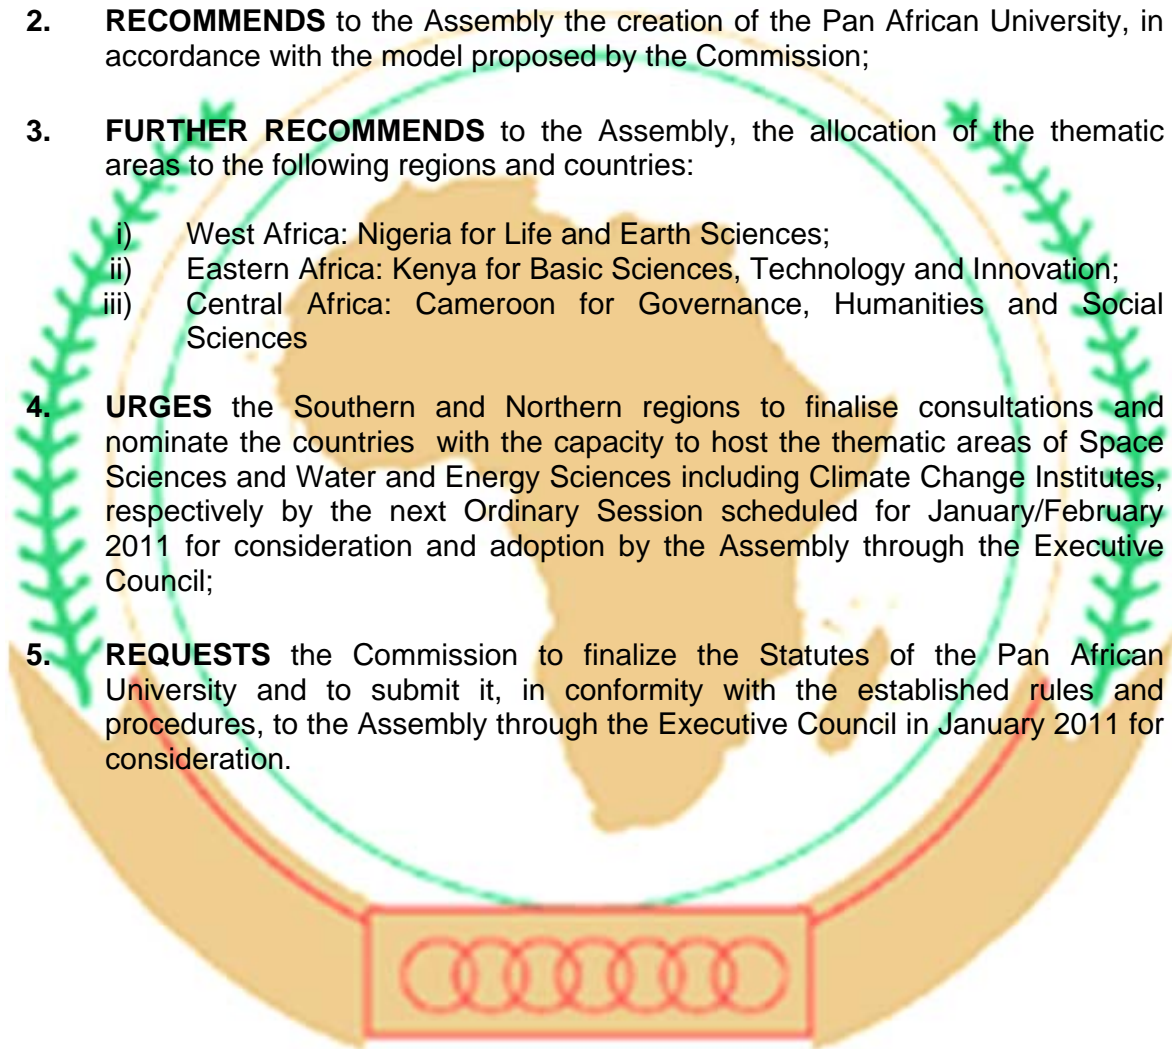 2. RECOMMENDS to the Assembly the creation of the Pan African University, in
accordance with the model proposed by the Commission;
3. FURTHER RECOMMENDS to the Assembly, the allocation of the thematic
areas to the following regions and countries:
i) West Africa: Nigeria for Life and Earth Sciences;
ii) Eastern Africa: Kenya for Basic Sciences, Technology and Innovation;
iii) Central Africa: Cameroon for Governance, Humanities and Social
Sciences
4. URGES the Southern and Northern regions to finalise consultations and
nominate the countries with the capacity to host the thematic areas of Space
Sciences and Water and Energy Sciences including Climate Change Institutes,
respectively by the next Ordinary Session scheduled for January/February
2011 for consideration and adoption by the Assembly through the Executive
Council;
5. REQUESTS the Commission to finalize the Statutes of the Pan African
University and to submit it, in conformity with the established rules and
procedures, to the Assembly through the Executive Council in January 2011 for
consideration.